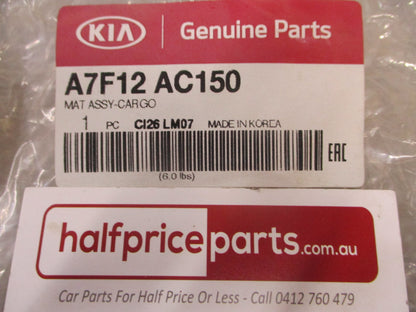 KIA Genuine Parts
A7F12 AC150
MAT ASSY-CARGO
1 PC CI26 LM07 MADE IN KOREA
EAC
(6.0 lbs)
halfpriceparts.com.au
Car Parts For Half Price Or Less - Call 0412 760 479